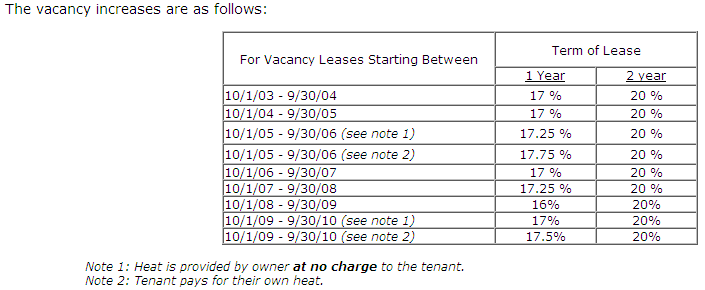 The vacancy increases are as follows:
For Vacancy Leases Starting Between
Term of Lease
1 Year 2 year
10/1/03 - 9/30/04 17 % 20 %
10/1/04 - 9/30/05 17 % 20 %
10/1/05 - 9/30/06 (see note 1) 17.25 % 20 %
10/1/05 - 9/30/06 (see note 2) 17.75 % 20 %
10/1/06 - 9/30/07 17 % 20 %
10/1/07 - 9/30/08 17.25 % 20 %
10/1/08 - 9/30/09 16% 20%
10/1/09 - 9/30/10 (see note 1) 17% 20%
10/1/09 - 9/30/10 (see note 2) 17.5% 20%
Note 1: Heat is provided by owner at no charge to the tenant.
Note 2: Tenant pays for their own heat.